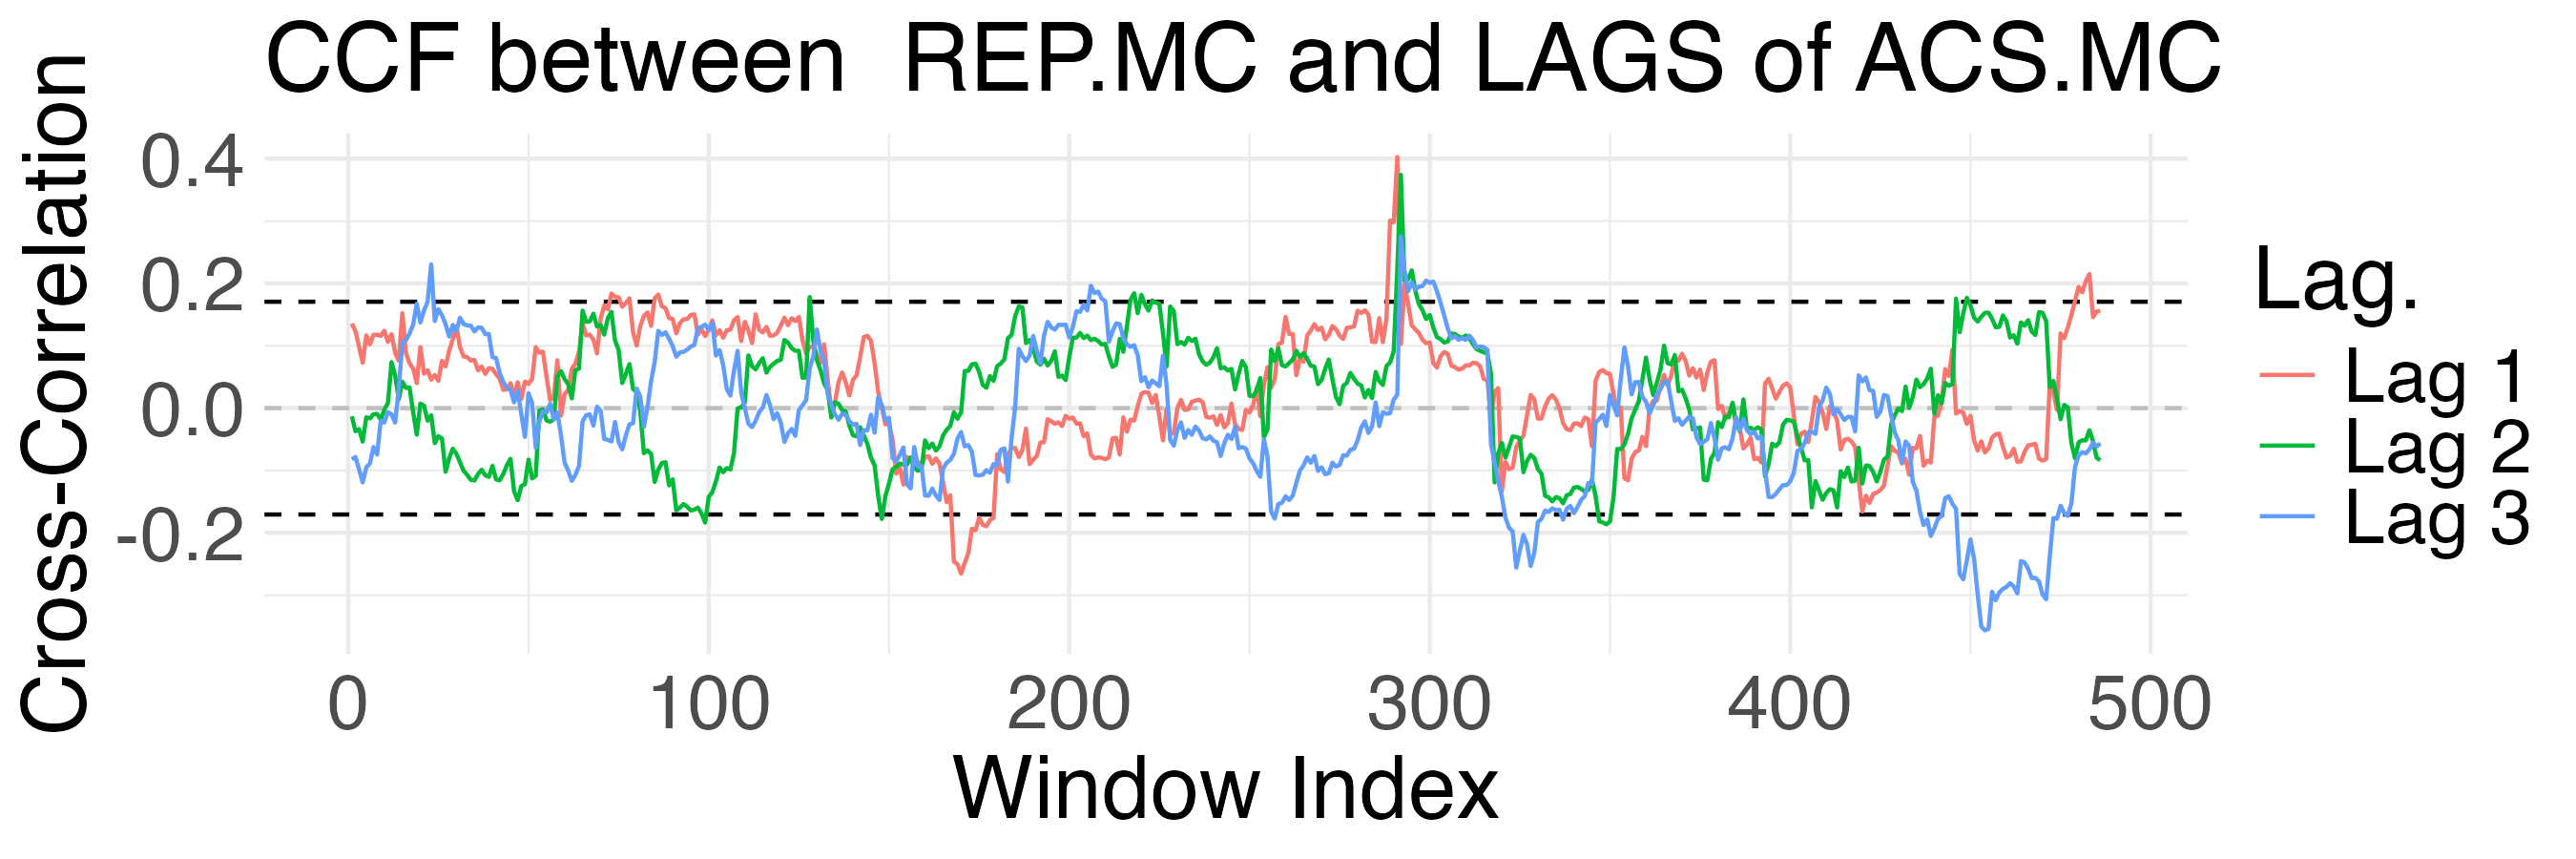 CCF between  REP.MC and LAGS of ACS.MC
Cross-Correlation
0.4
0.2
0.0
-0.2
0 100 200 300 400 500
Window Index
Lag.
Lag 1
Lag 2
Lag 3